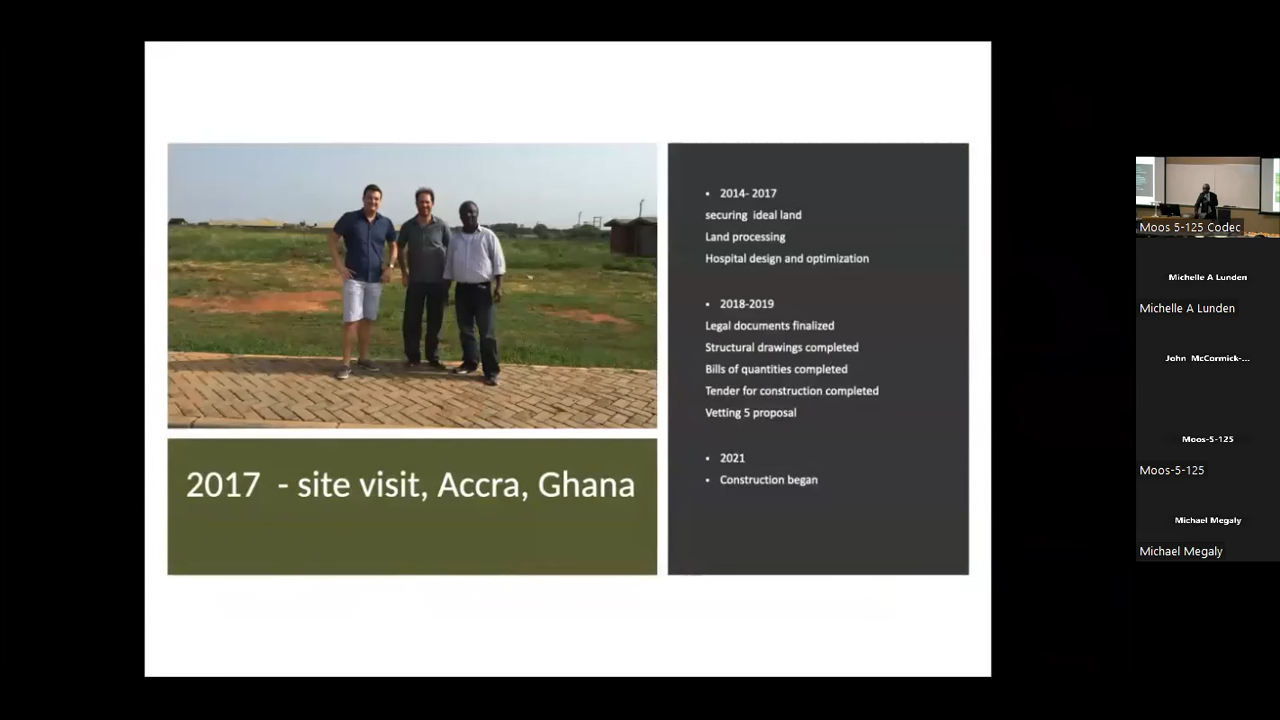 2017 - site visit, Accra, Ghana
• 2014- 2017
securing ideal land
Land processing
Hospital design and optimization
• 2018-2019
Legal documents finalized
Structural drawings completed
Bills of quantities completed
Tender for construction completed
Vetting 5 proposal
• 2021
• Construction began
Moos 5-125 Codec
Michelle A Lunden
Michelle A Lunden
John McCormick-...
Moos-5-125
Moos-5-125
Michael Megaly
Michael Megaly